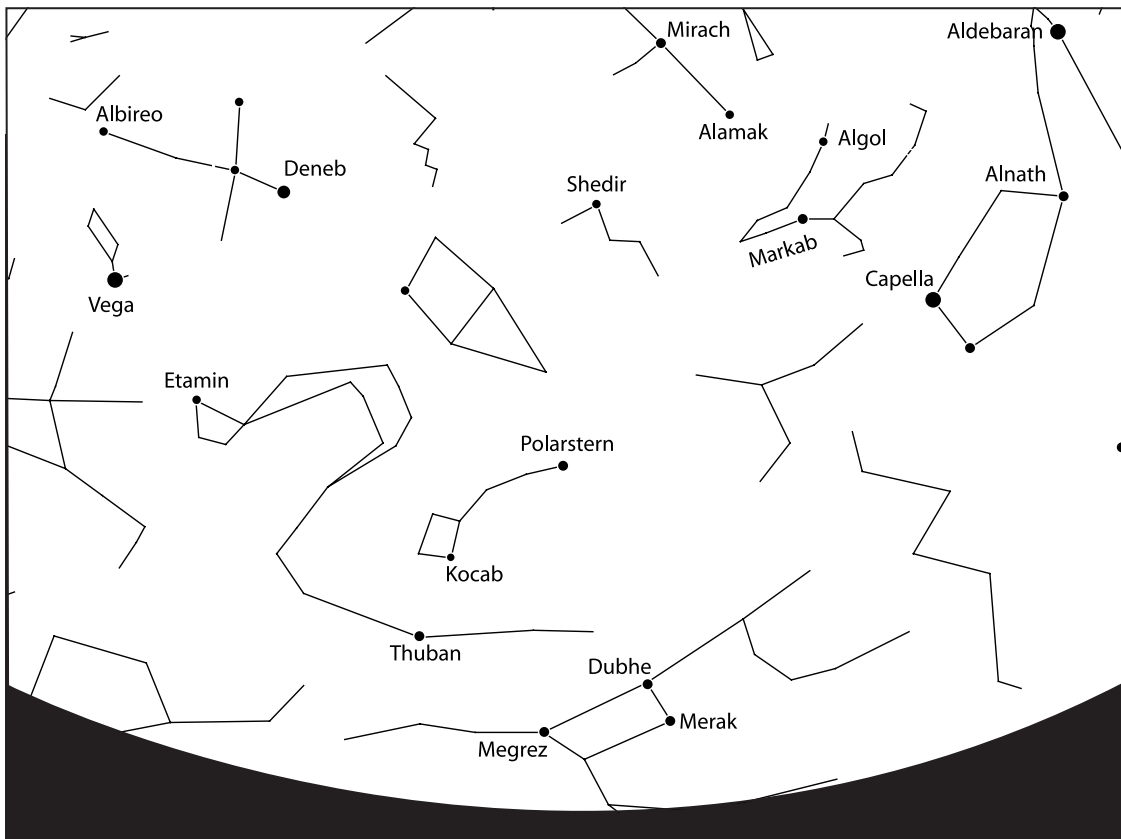 Mirach
Aldebaran
Albireo
Alamak
Algol
Deneb
Shedir
Alnath
Markab
Capella
Vega
Etamin
Polarstern
Kocab
Thuban
Dubhe
Merak
Megrez